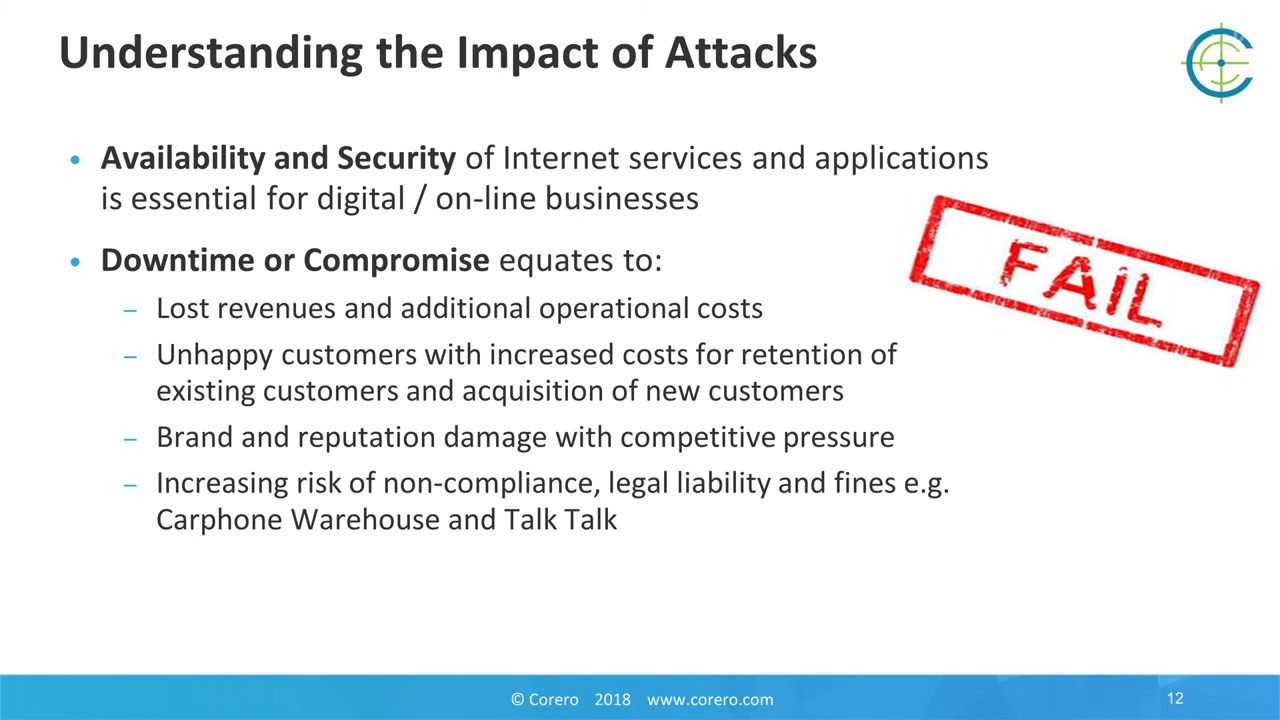 Understanding the Impact of Attacks
• Availability and Security of Internet services and applications
is essential for digital / on-line businesses
• Downtime or Compromise equates to:
– Lost revenues and additional operational costs
– Unhappy customers with increased costs for retention of
existing customers and acquisition of new customers
– Brand and reputation damage with competitive pressure
– Increasing risk of non-compliance, legal liability and fines e.g.
Carphone Warehouse and Talk Talk
FAIL
© Corero 2018 www.corero.com
12